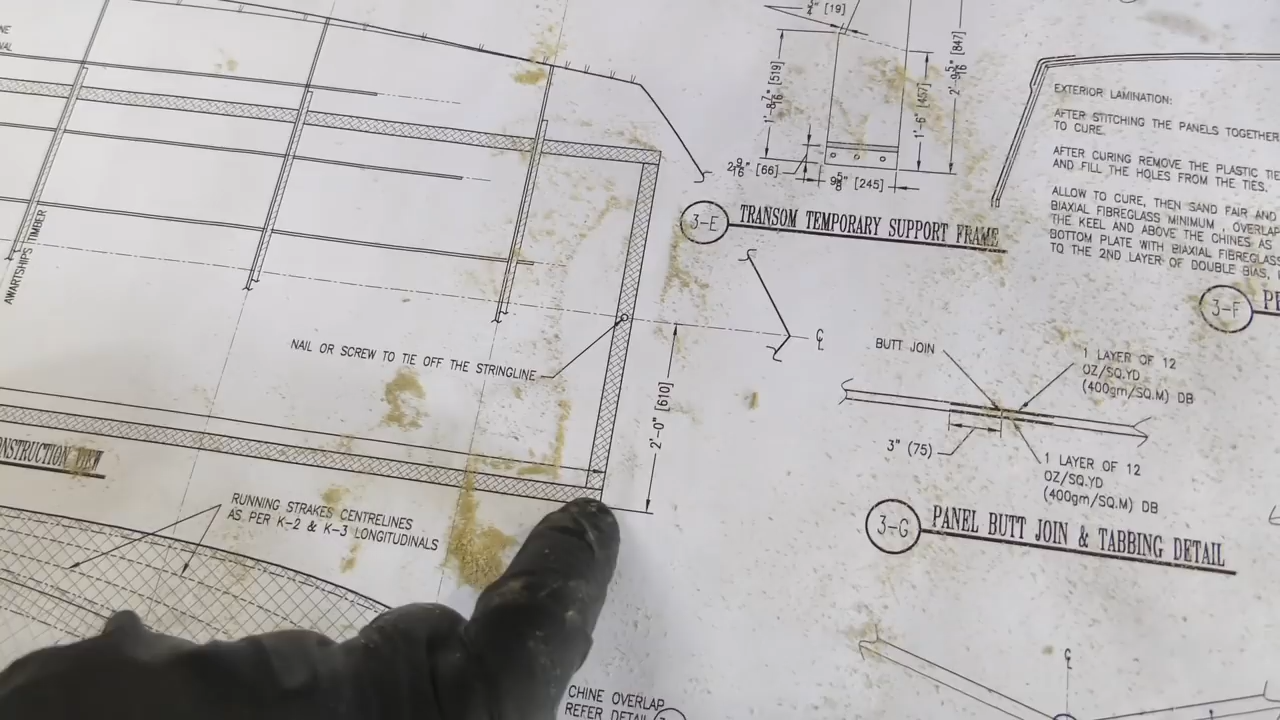 NE
VAL
AWARTSHIPS TIMBER
NAIL OR SCREW TO TIE OFF THE STRINGLINE
2'-0" [610]
ONSTRUCTION VIEW
RUNNING STRAKES CENTRELINES
AS PER K-2 & K-3 LONGITUDINALS
CHINE OVERLAP
REFER DETAIL
[19]
1'-8 7/16" [519]
2 9/16" [66]
9 5/8" [245]
1'-6" [457]
2'-9 5/16" [847]
3-E
TRANSOM TEMPORARY SUPPORT FRAME
℄
EXTERIOR LAMINATION:
AFTER STITCHING THE PANELS TOGETHER
TO CURE.
AFTER CURING REMOVE THE PLASTIC TIE
AND FILL THE HOLES FROM THE TIES.
ALLOW TO CURE, THEN SAND FAIR AND
BIAXIAL FIBREGLASS MINIMUM , OVERLAP
THE KEEL AND ABOVE THE CHINES AS
BOTTOM PLATE WITH BIAXIAL FIBREGLASS
TO THE 2ND LAYER OF DOUBLE BIAS,
3-F
PE
BUTT JOIN
1 LAYER OF 12
OZ/SQ.YD
(400gm/SQ.M) DB
3" (75)
1 LAYER OF 12
OZ/SQ.YD
(400gm/SQ.M) DB
3-G
PANEL BUTT JOIN & TABBING DETAIL
℄